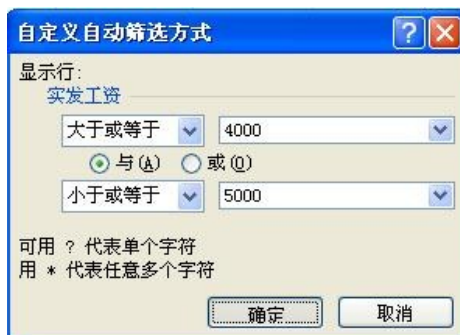 自定义自动筛选方式
显示行:
实发工资
大于或等于 4000
与(A) 或(O)
小于或等于 5000
可用 ? 代表单个字符
用 * 代表任意多个字符
确定 取消